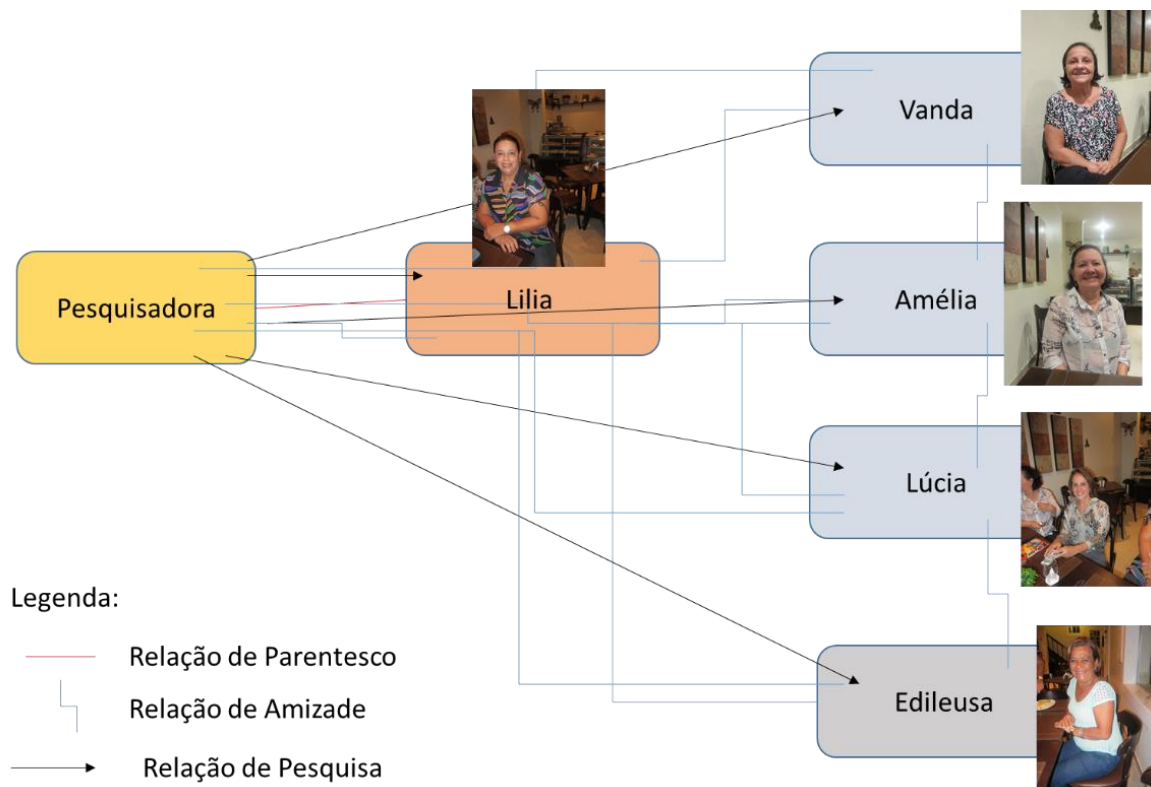 Vanda
Pesquisadora
Lilia
Amélia
Lúcia
Edileusa
Legenda:
Relação de Parentesco
Relação de Amizade
Relação de Pesquisa